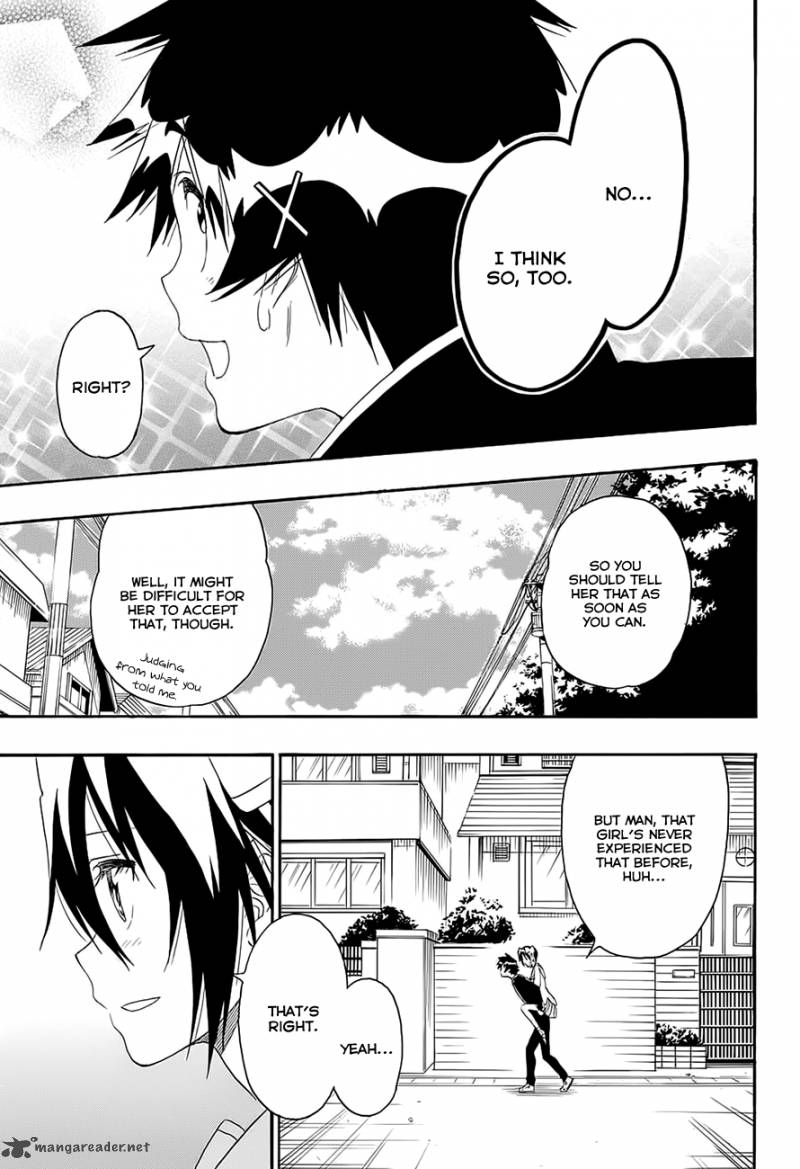 NO...
I THINK
SO, TOO.
RIGHT?
SO YOU
SHOULD TELL
HER THAT AS
SOON AS
YOU CAN.
WELL, IT MIGHT
BE DIFFICULT FOR
HER TO ACCEPT
THAT, THOUGH.
Judging
from what you
told me.
BUT MAN, THAT
GIRL'S NEVER
EXPERIENCED
THAT BEFORE,
HUH...
THAT'S
RIGHT.
YEAH...
mangareader.net